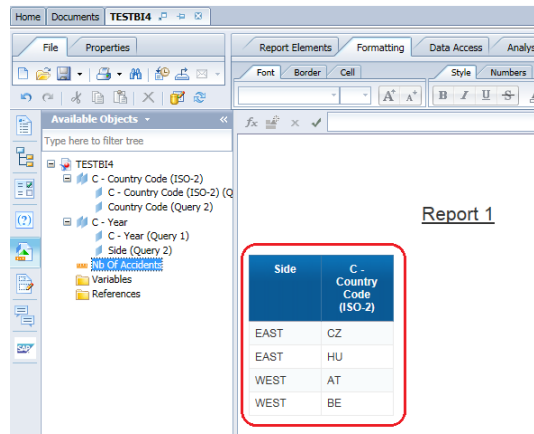 Home Documents TESTBI4
File Properties
Report Elements Formatting Data Access Analys
Font Border Cell Style Numbers
B I U S
Available Objects
Type here to filter tree
TESTBI4
C - Country Code (ISO-2)
C - Country Code (ISO-2) (Q
Country Code (Query 2)
C - Year
C - Year (Query 1)
Side (Query 2)
Nb Of Accidents
Variables
References
Report 1
Side C - Country Code (ISO-2)
EAST CZ
EAST HU
WEST AT
WEST BE